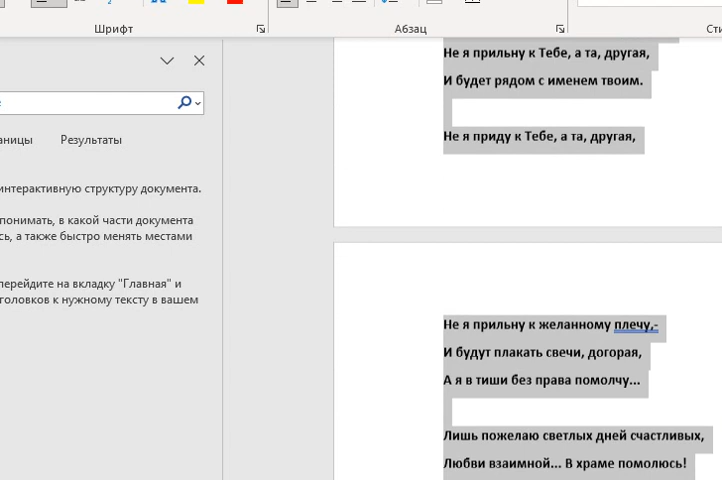 Шрифт
Абзац
Сти
аницы
Результаты
интерактивную структуру документа.
понимать, в какой части документа
сь, а также быстро менять местами
перейдите на вкладку "Главная" и
головков к нужному тексту в вашем
Не я прильну к Тебе, а та, другая,
И будет рядом с именем твоим.
Не я приду к Тебе, а та, другая,
Не я прильну к желанному плечу,-
И будут плакать свечи, догорая,
А я в тиши без права помолчу...
Лишь пожелаю светлых дней счастливых,
Любви взаимной... В храме помолюсь!